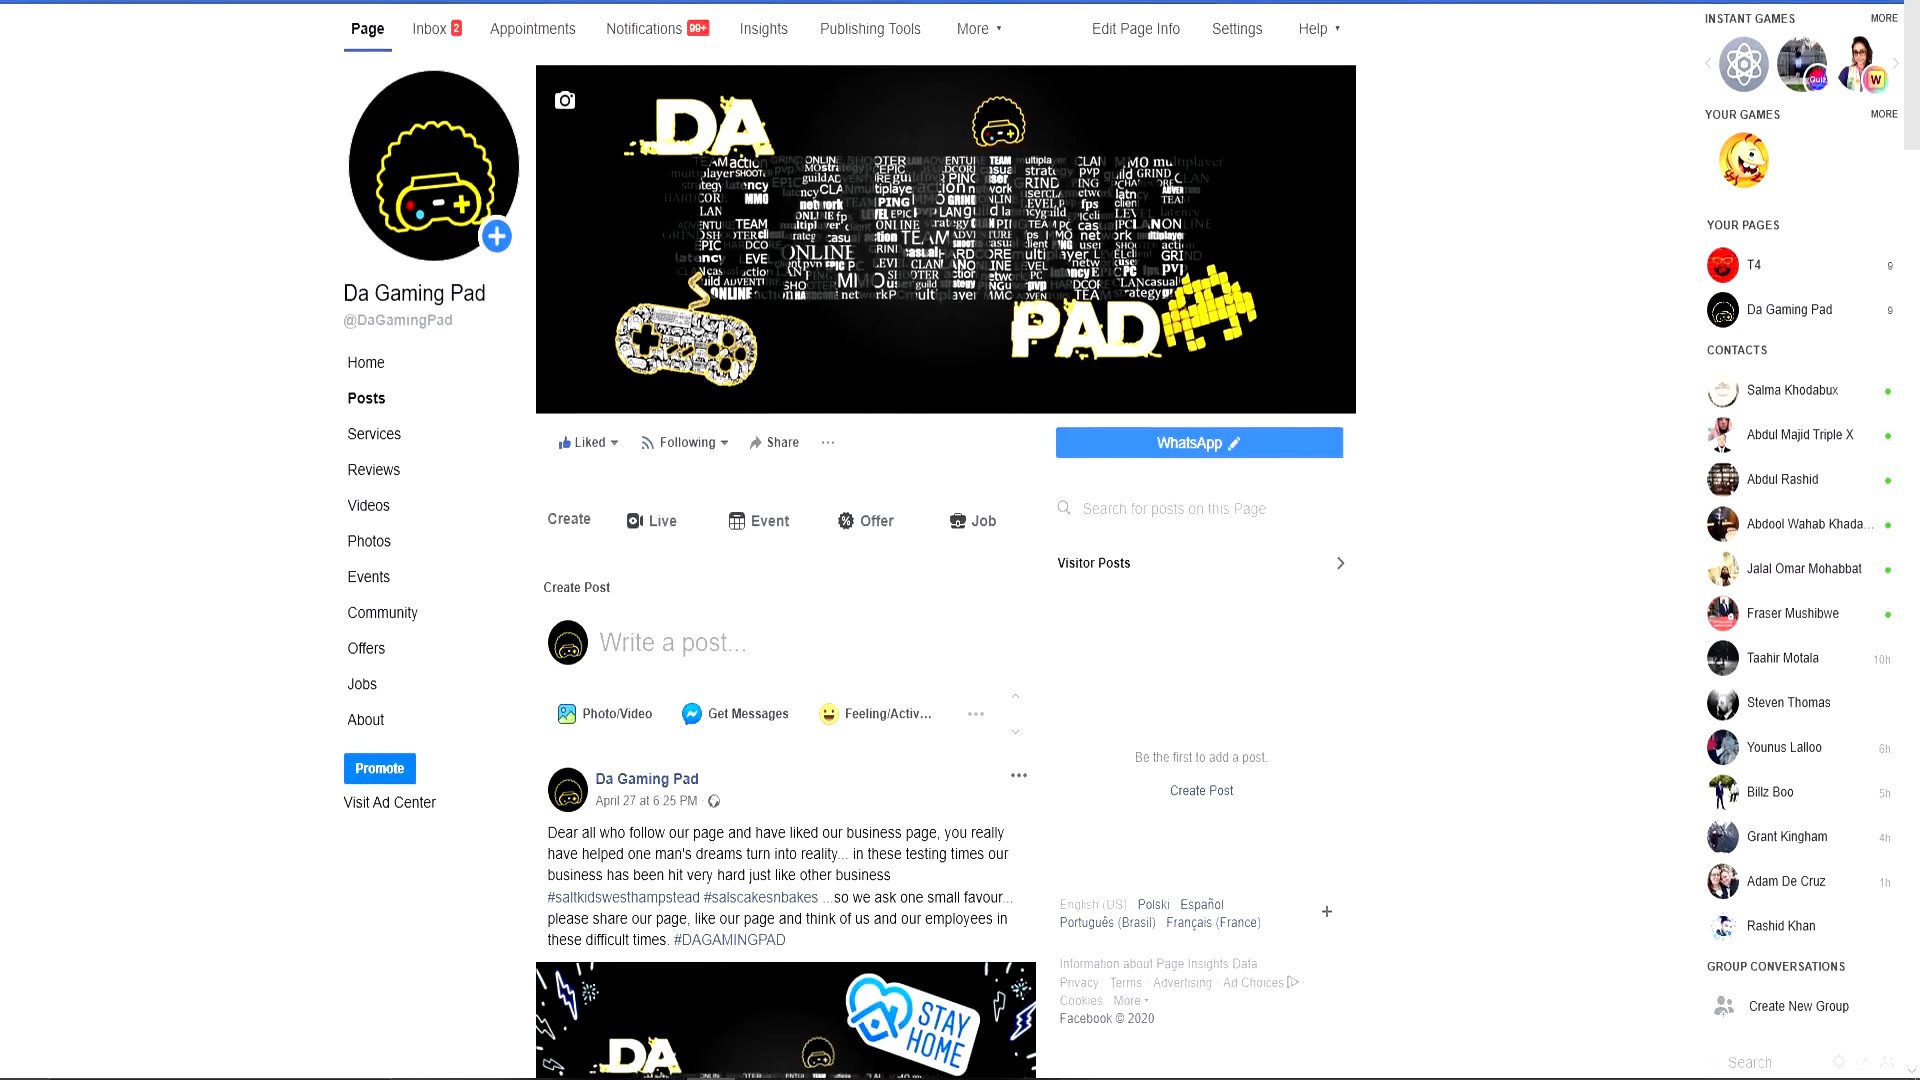 Page Inbox 2 Appointments Notifications 99+ Insights Publishing Tools More Edit Page Info Settings Help
DA
PAD
Da Gaming Pad
@DaGamingPad
Home
Posts
Services
Reviews
Videos
Photos
Events
Community
Offers
Jobs
About
Promote
Visit Ad Center
Liked Following Share ...
WhatsApp
Create Live Event Offer Job
Search for posts on this Page
Visitor Posts
Create Post
Write a post...
Photo/Video Get Messages Feeling/Activ... ...
Be the first to add a post.
Create Post
Da Gaming Pad
April 27 at 6:25 PM ·
Dear all who follow our page and have liked our business page, you really
have helped one man's dreams turn into reality... in these testing times our
business has been hit very hard just like other business
#saltkidswesthampstead #salscakesnbakes ...so we ask one small favour...
please share our page, like our page and think of us and our employees in
these difficult times. #DAGAMINGPAD
STAY
HOME
DA
English (US) · Polski · Español ·
Português (Brasil) · Français (France)
Information about Page Insights Data
Privacy · Terms · Advertising · Ad Choices ·
Cookies · More
Facebook © 2020
INSTANT GAMES MORE
Quiz
W
YOUR GAMES MORE
YOUR PAGES
T4 9
Da Gaming Pad 9
CONTACTS
Salma Khodabux
Abdul Majid Triple X
Abdul Rashid
Abdool Wahab Khada...
Jalal Omar Mohabbat
Fraser Mushibwe
Taahir Motala 10h
Steven Thomas
Younus Lalloo 6h
Billz Boo 5h
Grant Kingham 4h
Adam De Cruz 1h
Rashid Khan
GROUP CONVERSATIONS
Create New Group
Search